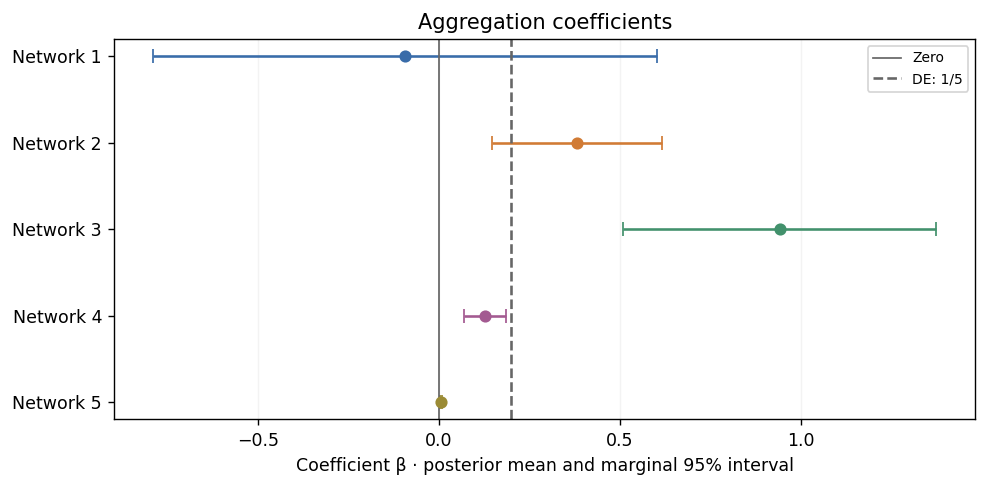 Aggregation coefficients
Network 1
Network 2
Network 3
Network 4
Network 5
Zero
DE: 1/5
−0.5 0.0 0.5 1.0
Coefficient β · posterior mean and marginal 95% interval